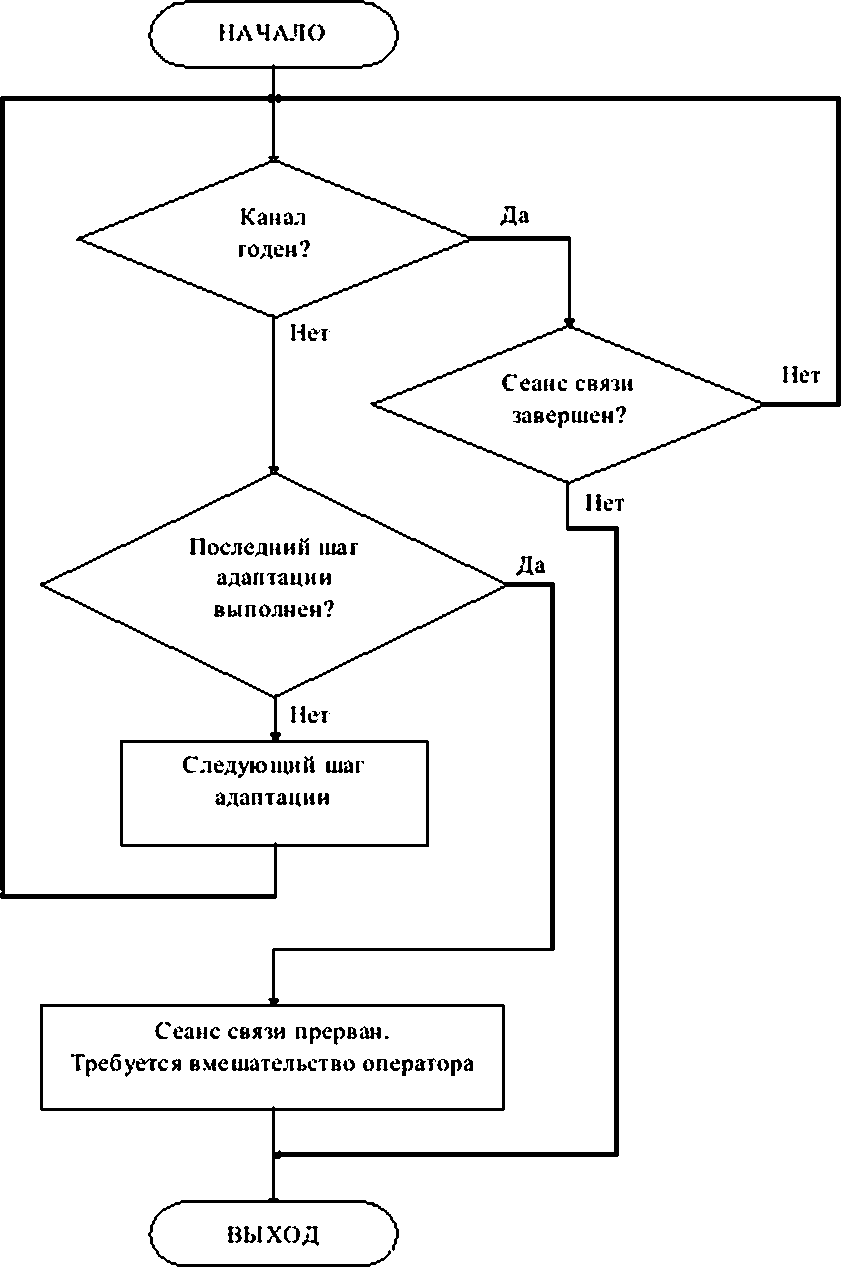 НАЧАЛО
Канал
годен?
Да
Нет
Сеанс связи
завершен?
Нет
Нет
Последний шаг
адаптации
выполнен?
Да
Нет
Следующий шаг
адаптации
Сеанс связи прерван.
Требуется вмешательство оператора
ВЫХОД